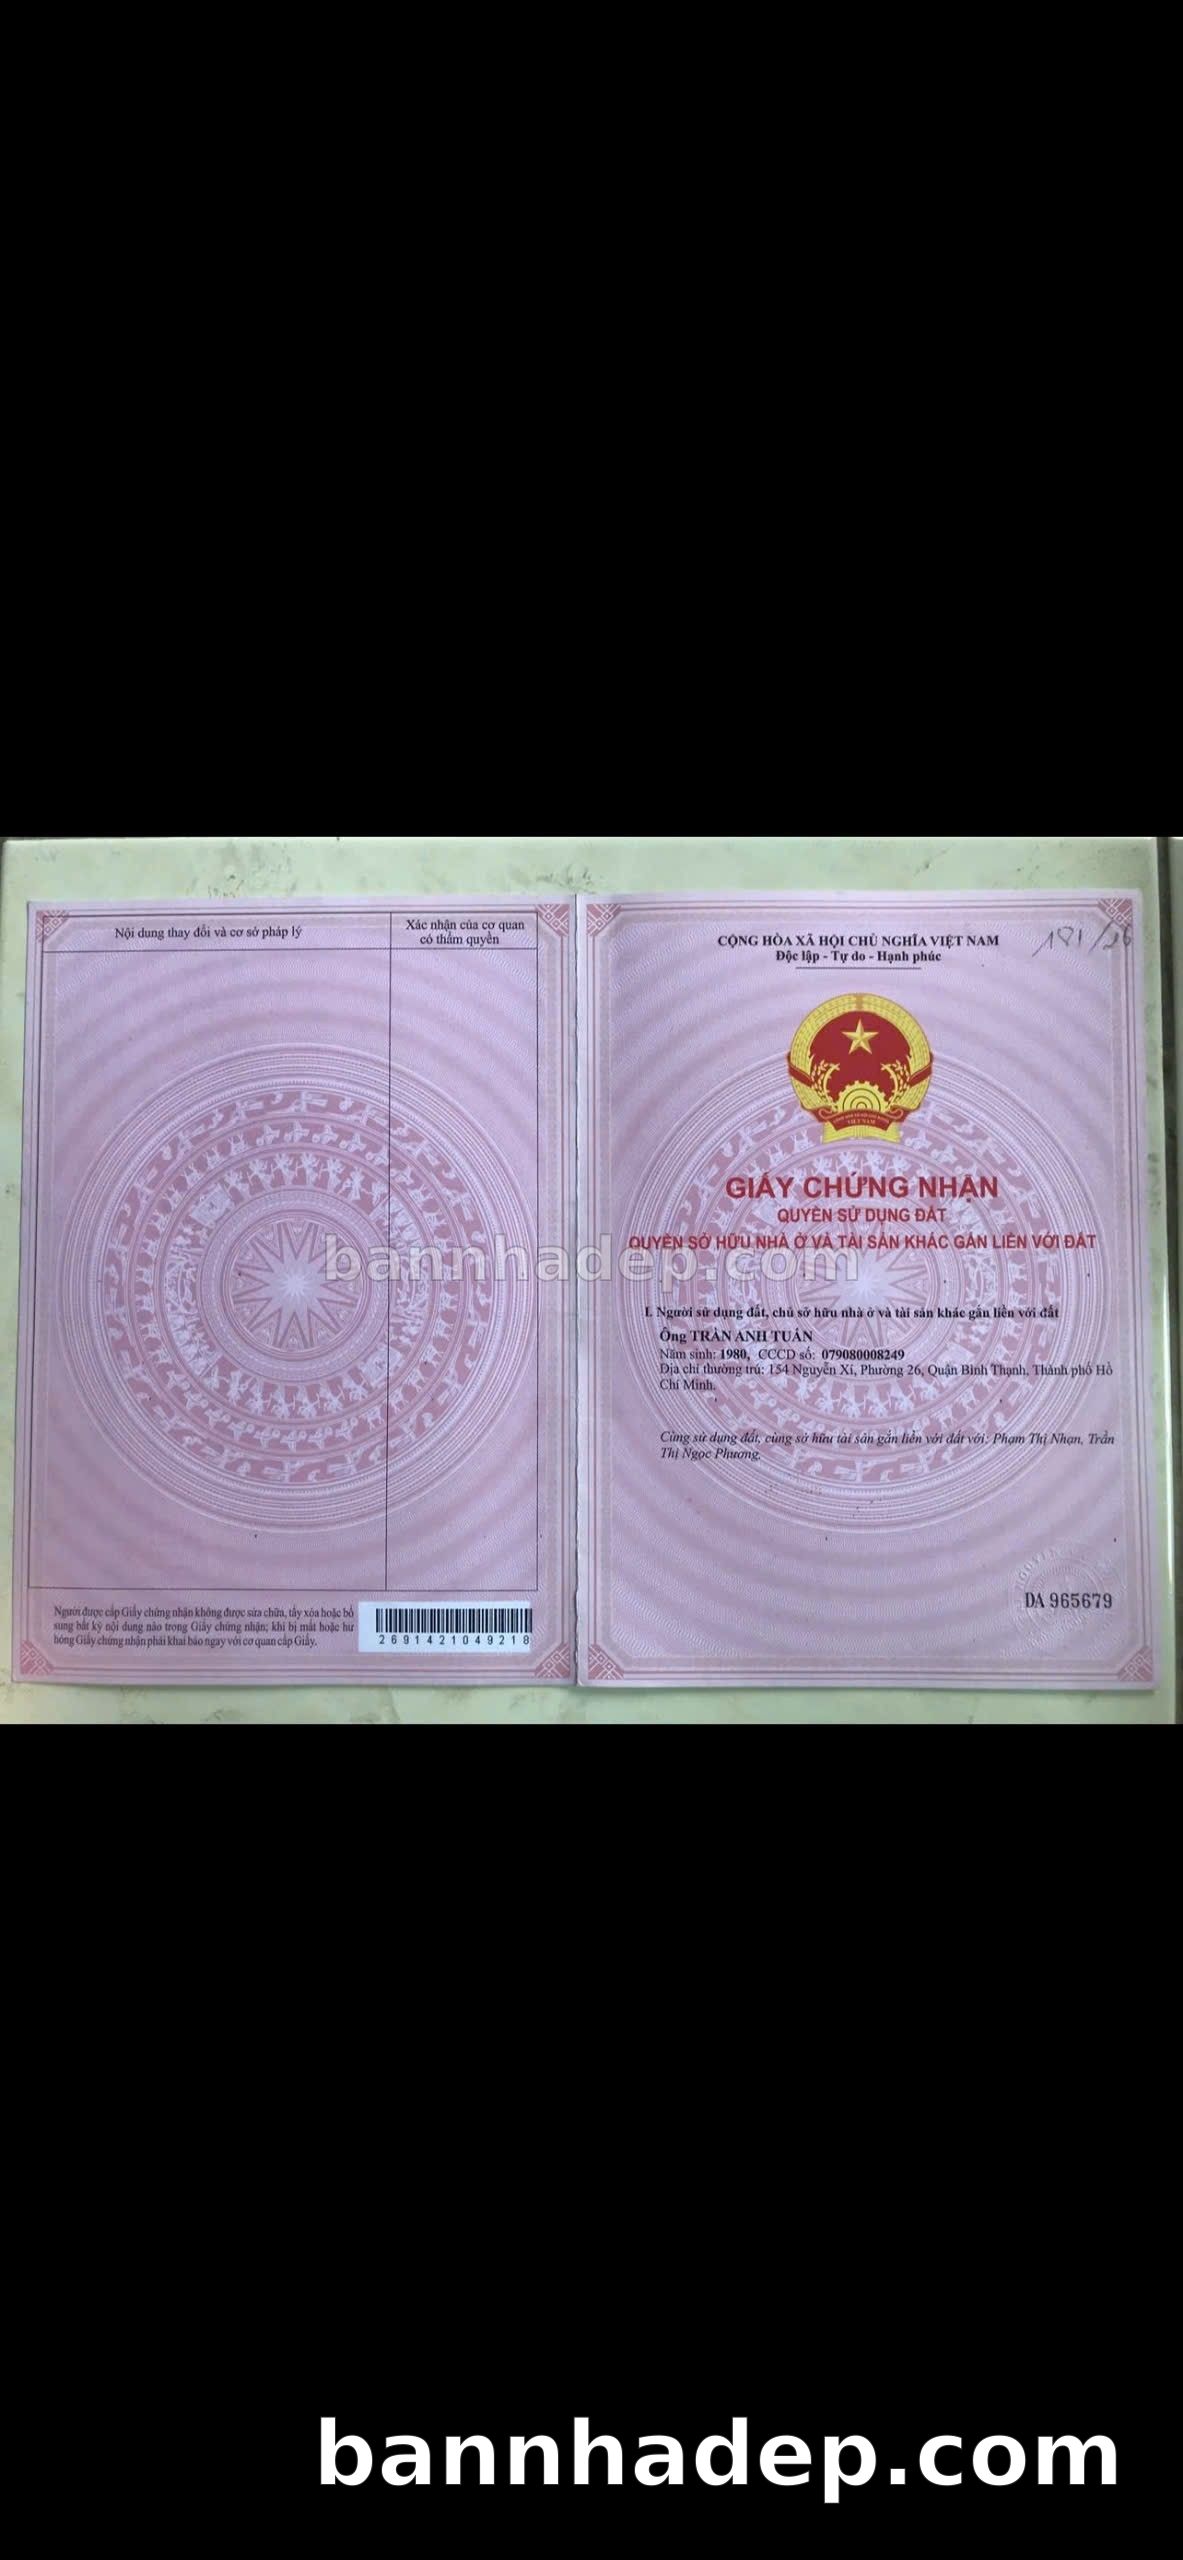 Nội dung thay đổi và cơ sở pháp lý
Xác nhận của cơ quan
có thẩm quyền
Người được cấp Giấy chứng nhận không được sửa chữa, tẩy xóa hoặc bổ
sung bất kỳ nội dung nào trong Giấy chứng nhận; khi bị mất hoặc hư
hỏng Giấy chứng nhận phải khai báo ngay với cơ quan cấp Giấy.
2691421049218
CỘNG HÒA XÃ HỘI CHỦ NGHĨA VIỆT NAM
Độc lập - Tự do - Hạnh phúc
181/26
VIỆT NAM
GIẤY CHỨNG NHẬN
QUYỀN SỬ DỤNG ĐẤT
QUYỀN SỞ HỮU NHÀ Ở VÀ TÀI SẢN KHÁC GẮN LIỀN VỚI ĐẤT
bannhadep.com
I. Người sử dụng đất, chủ sở hữu nhà ở và tài sản khác gắn liền với đất
Ông TRẦN ANH TUẤN
Năm sinh: 1980, CCCD số: 079080008249
Địa chỉ thường trú: 154 Nguyễn Xí, Phường 26, Quận Bình Thạnh, Thành phố Hồ
Chí Minh.
Cùng sử dụng đất, cùng sở hữu tài sản gắn liền với đất với: Phạm Thị Nhạn, Trần
Thị Ngọc Phương.
DA 965679
bannhadep.com